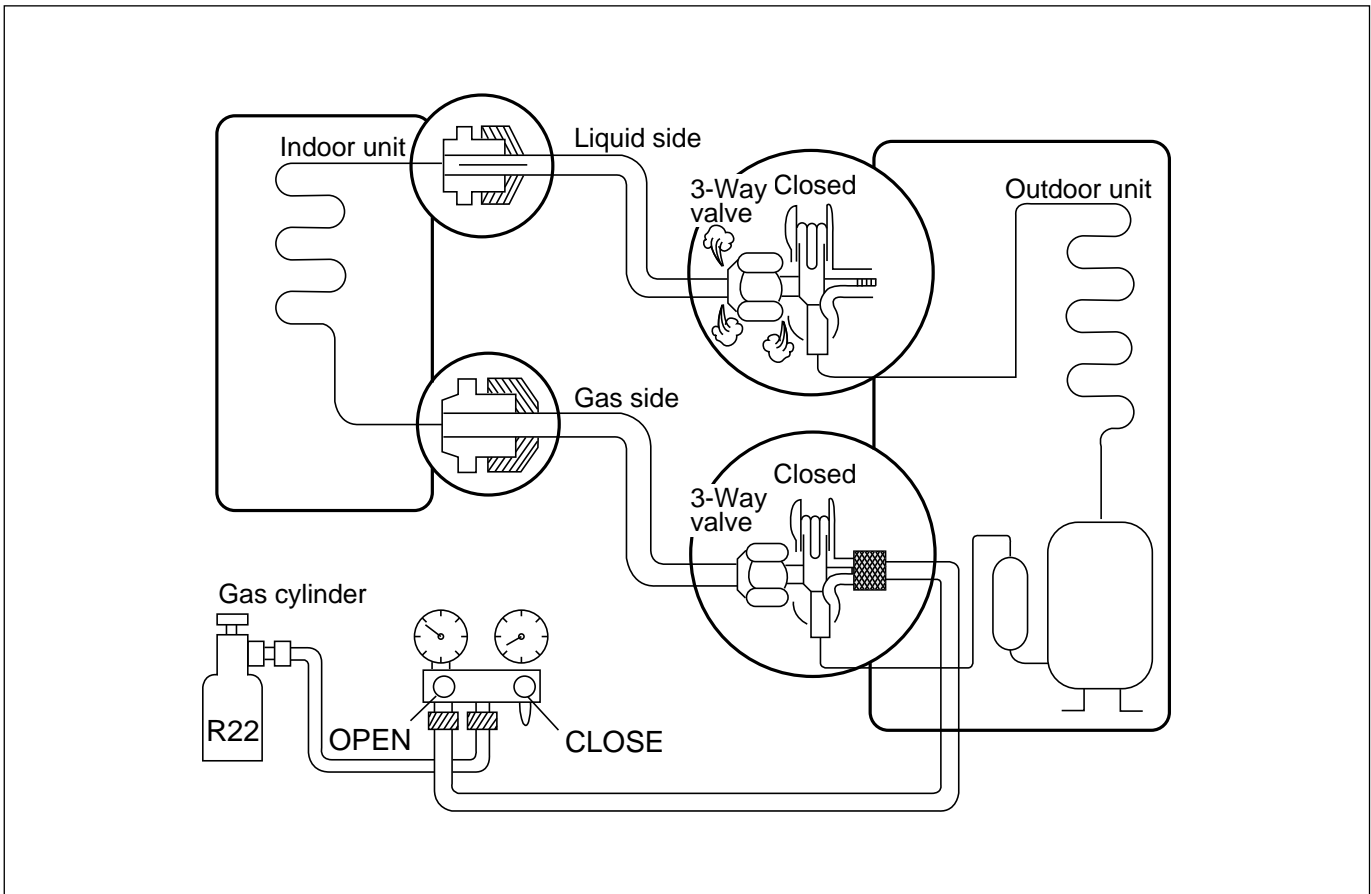 Indoor unit
Liquid side
3-Way
valve
Closed
Outdoor unit
Gas side
Closed
3-Way
valve
Gas cylinder
R22
OPEN
CLOSE